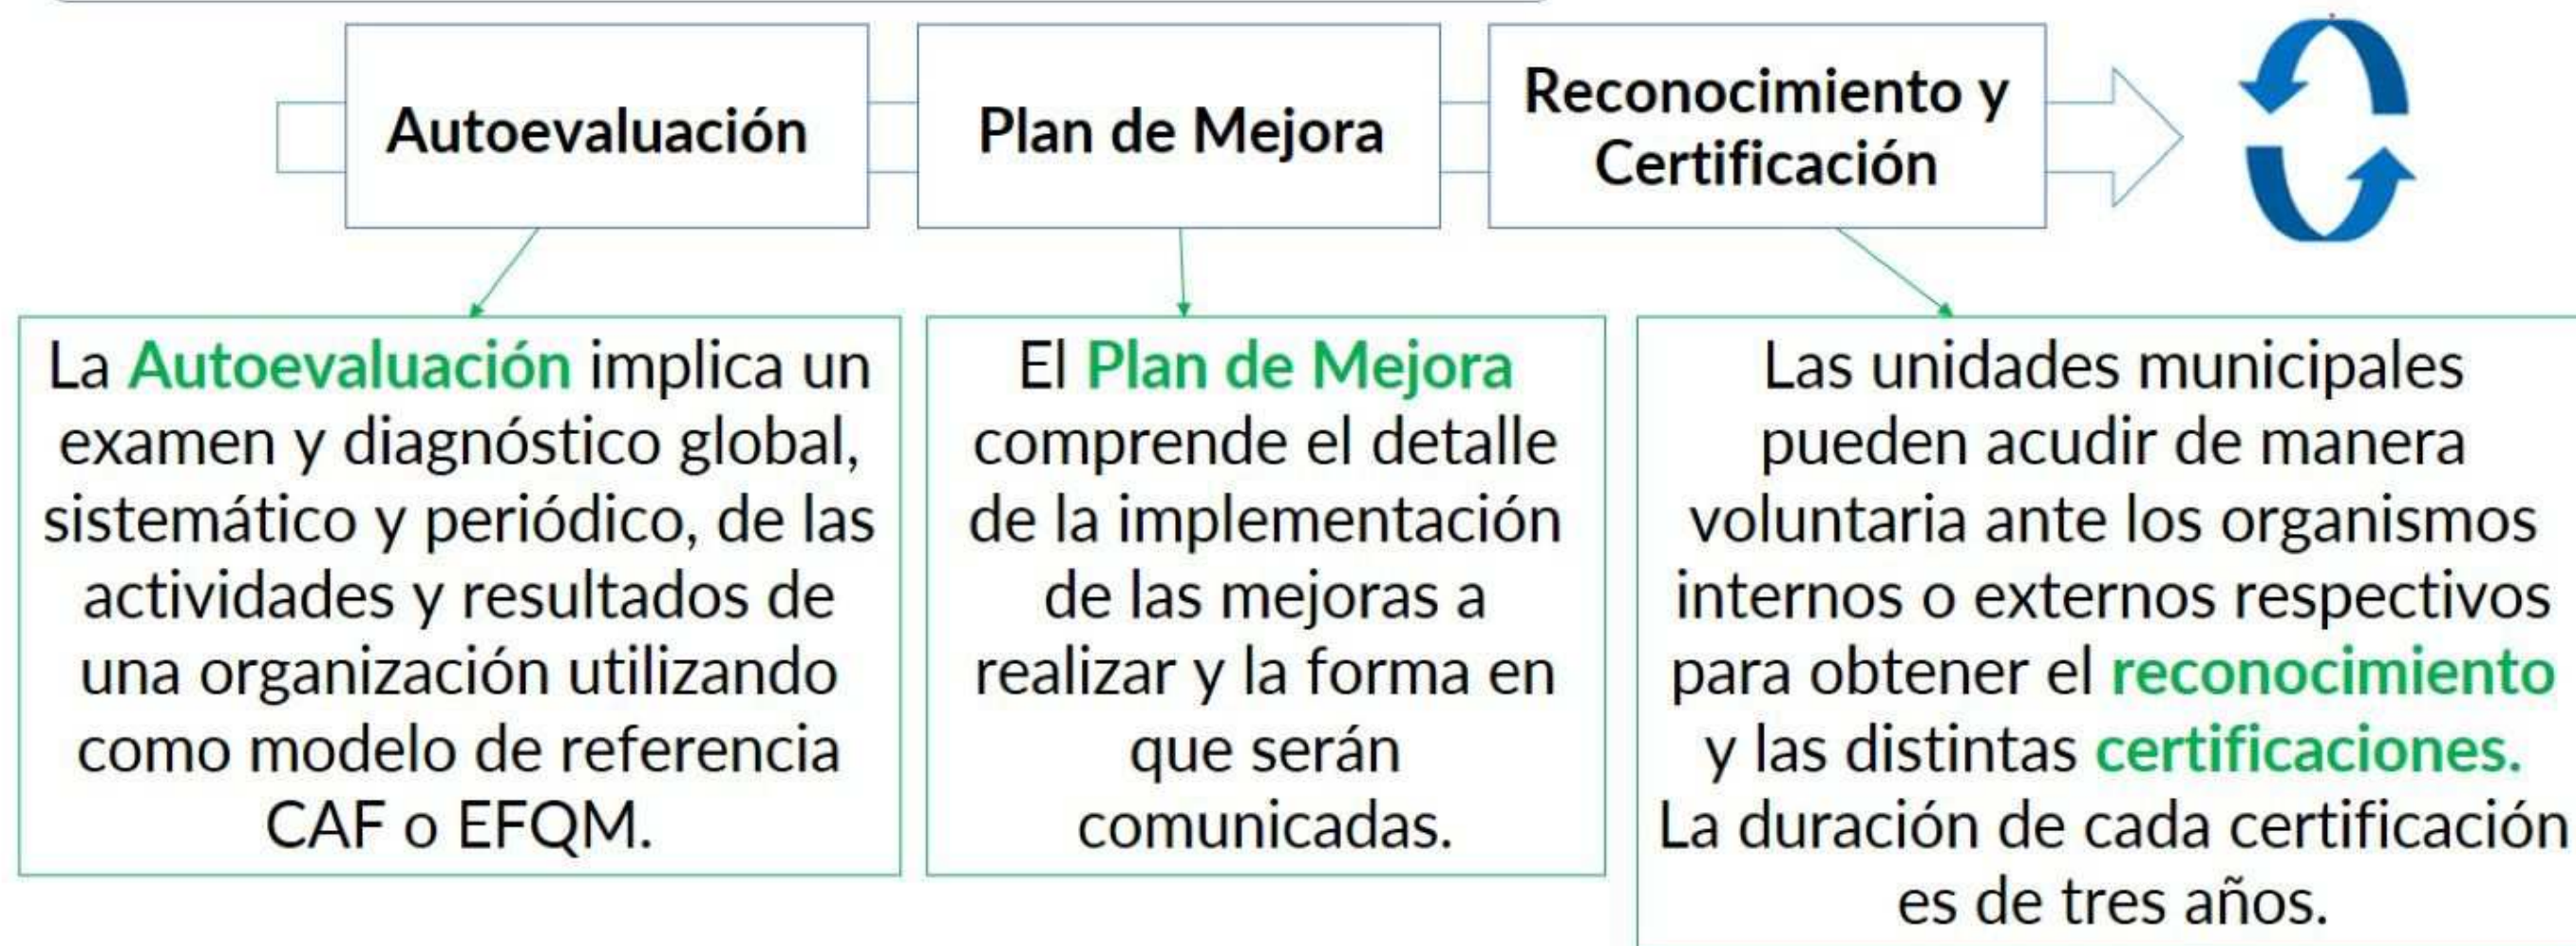 Autoevaluación
Plan de Mejora
Reconocimiento y
Certificación
La Autoevaluación implica un
examen y diagnóstico global,
sistemático y periódico, de las
actividades y resultados de
una organización utilizando
como modelo de referencia
CAF o EFQM.
El Plan de Mejora
comprende el detalle
de la implementación
de las mejoras a
realizar y la forma en
que serán
comunicadas.
Las unidades municipales
pueden acudir de manera
voluntaria ante los organismos
internos o externos respectivos
para obtener el reconocimiento
y las distintas certificaciones.
La duración de cada certificación
es de tres años.